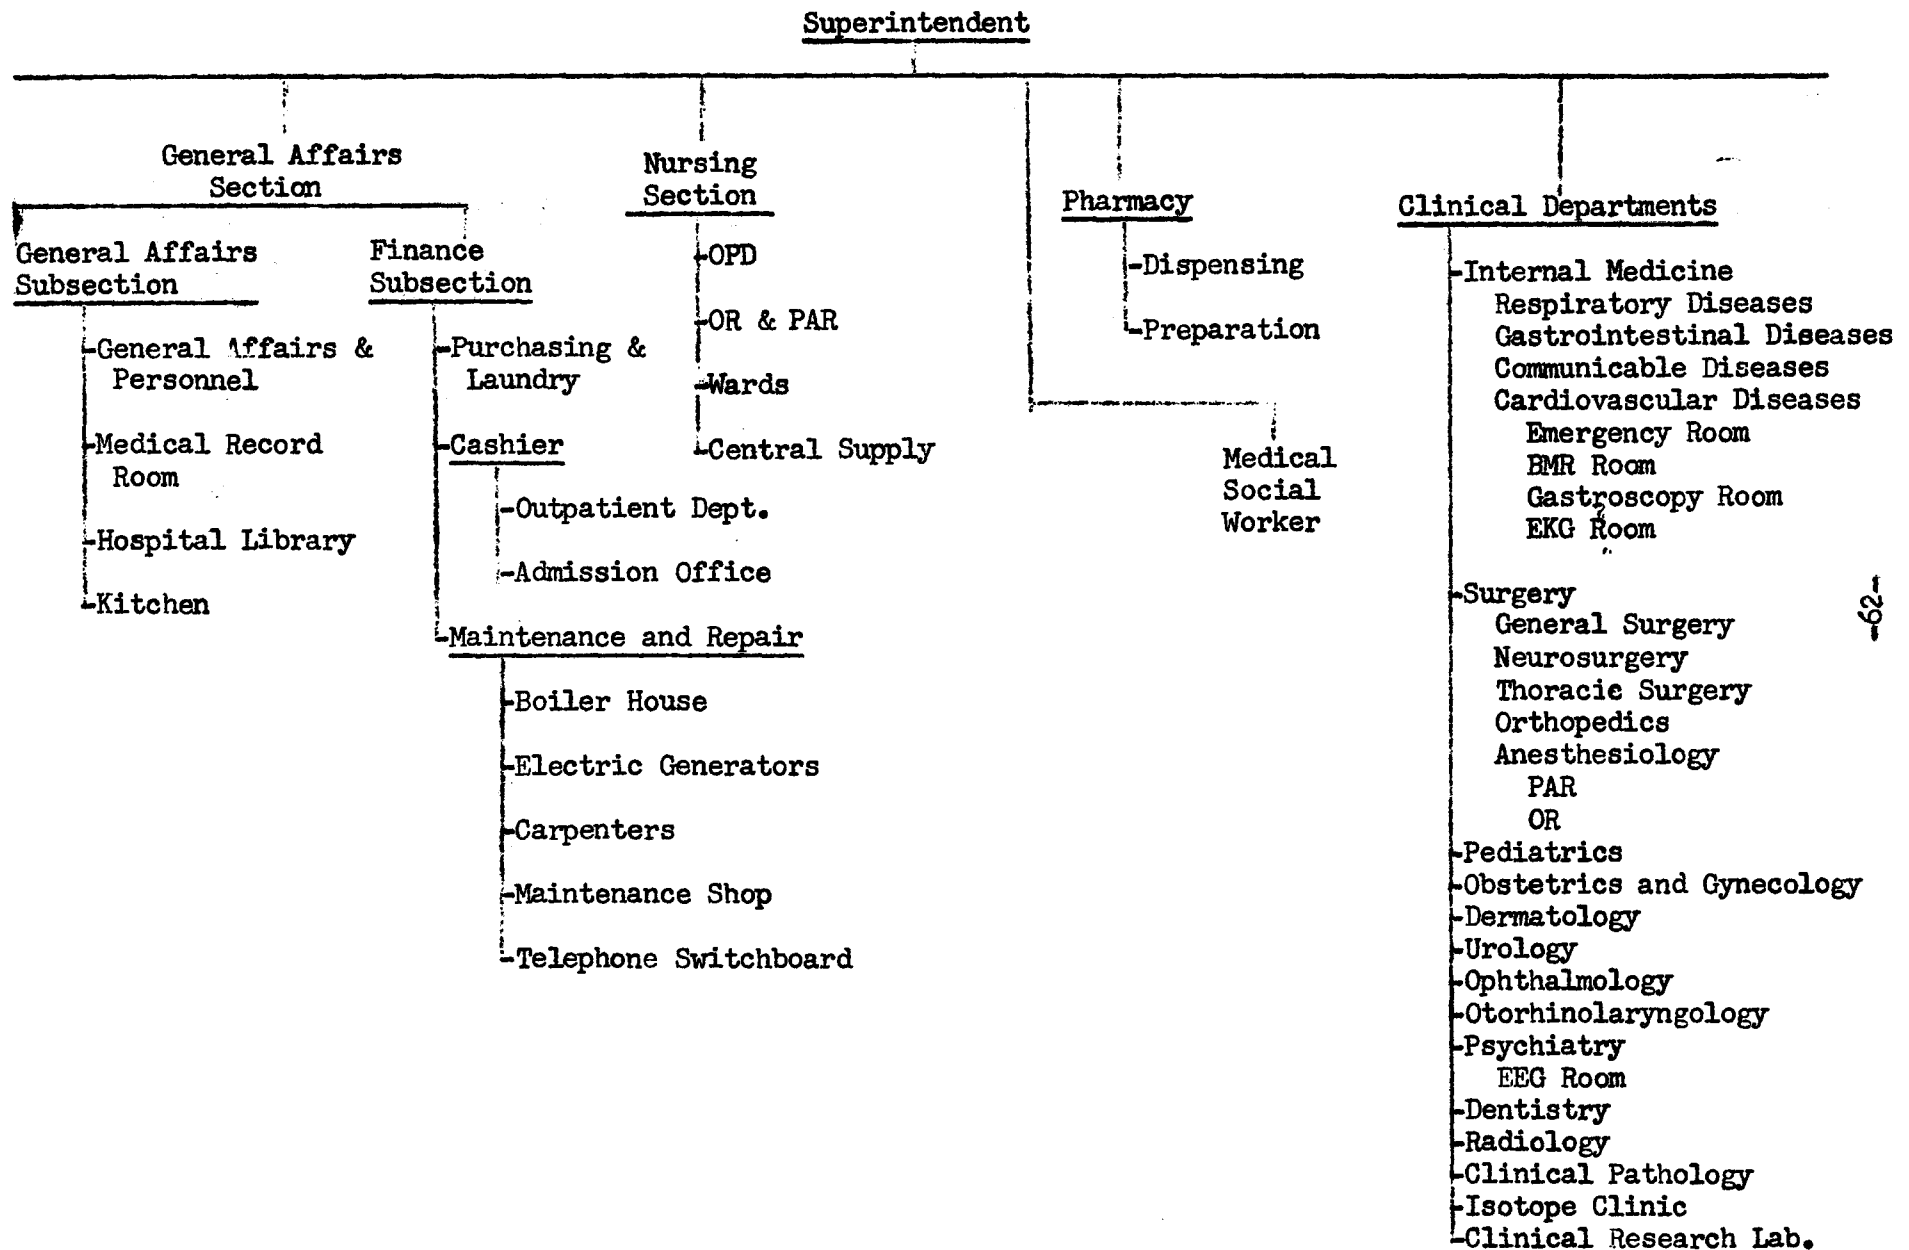 Superintendent
General Affairs
Section
General Affairs
Subsection
-General Affairs &
Personnel
-Medical Record
Room
-Hospital Library
-Kitchen
Finance
Subsection
-Purchasing &
Laundry
-Cashier
-Outpatient Dept.
-Admission Office
-Maintenance and Repair
-Boiler House
-Electric Generators
-Carpenters
-Maintenance Shop
-Telephone Switchboard
Nursing
Section
-OPD
-OR & PAR
-Wards
-Central Supply
Pharmacy
-Dispensing
-Preparation
Medical
Social
Worker
Clinical Departments
-Internal Medicine
Respiratory Diseases
Gastrointestinal Diseases
Communicable Diseases
Cardiovascular Diseases
Emergency Room
BMR Room
Gastroscopy Room
EKG Room
-Surgery
General Surgery
Neurosurgery
Thoracic Surgery
Orthopedics
Anesthesiology
PAR
OR
-Pediatrics
-Obstetrics and Gynecology
-Dermatology
-Urology
-Ophthalmology
-Otorhinolaryngology
-Psychiatry
EEG Room
-Dentistry
-Radiology
-Clinical Pathology
-Isotope Clinic
-Clinical Research Lab.
-62-